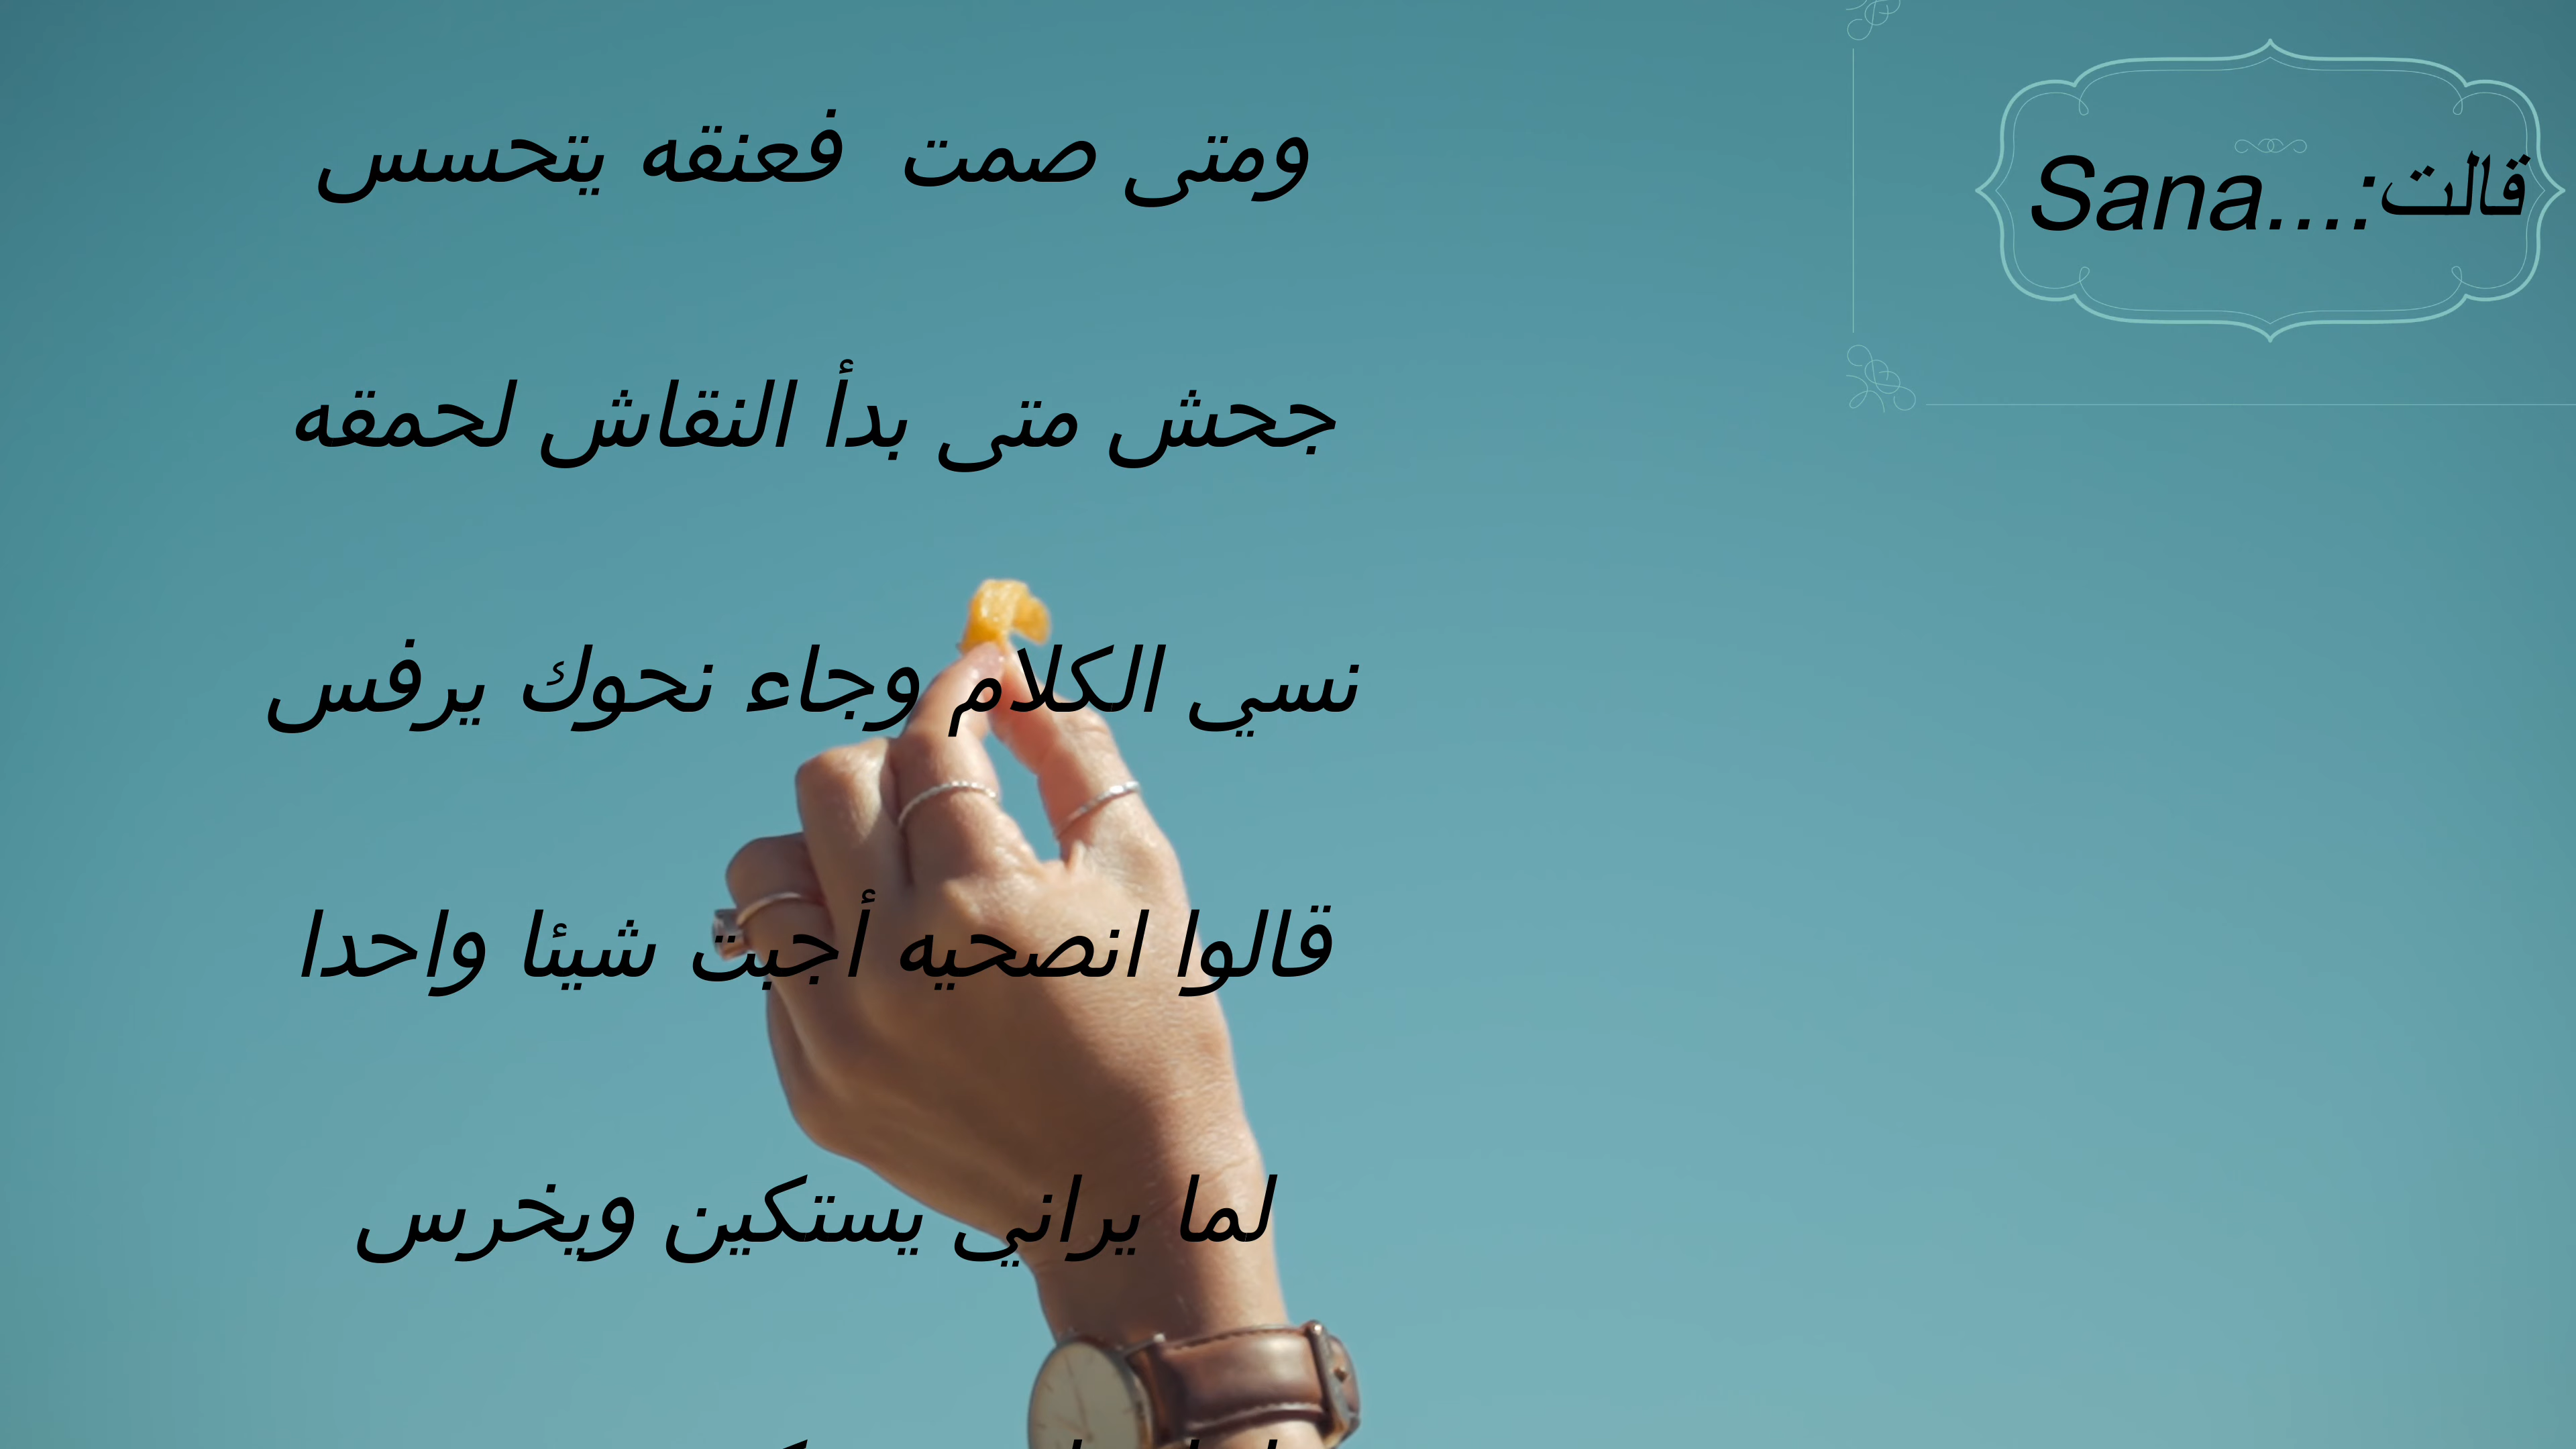 قالت:...Sana
ومتى صمت فعنقه يتحسس
جحش متى بدأ النقاش لحمقه
نسي الكلام وجاء نحوك يرفس
قالوا انصحيه أجبت شيئا واحدا
لما يراني يستكين ويخرس